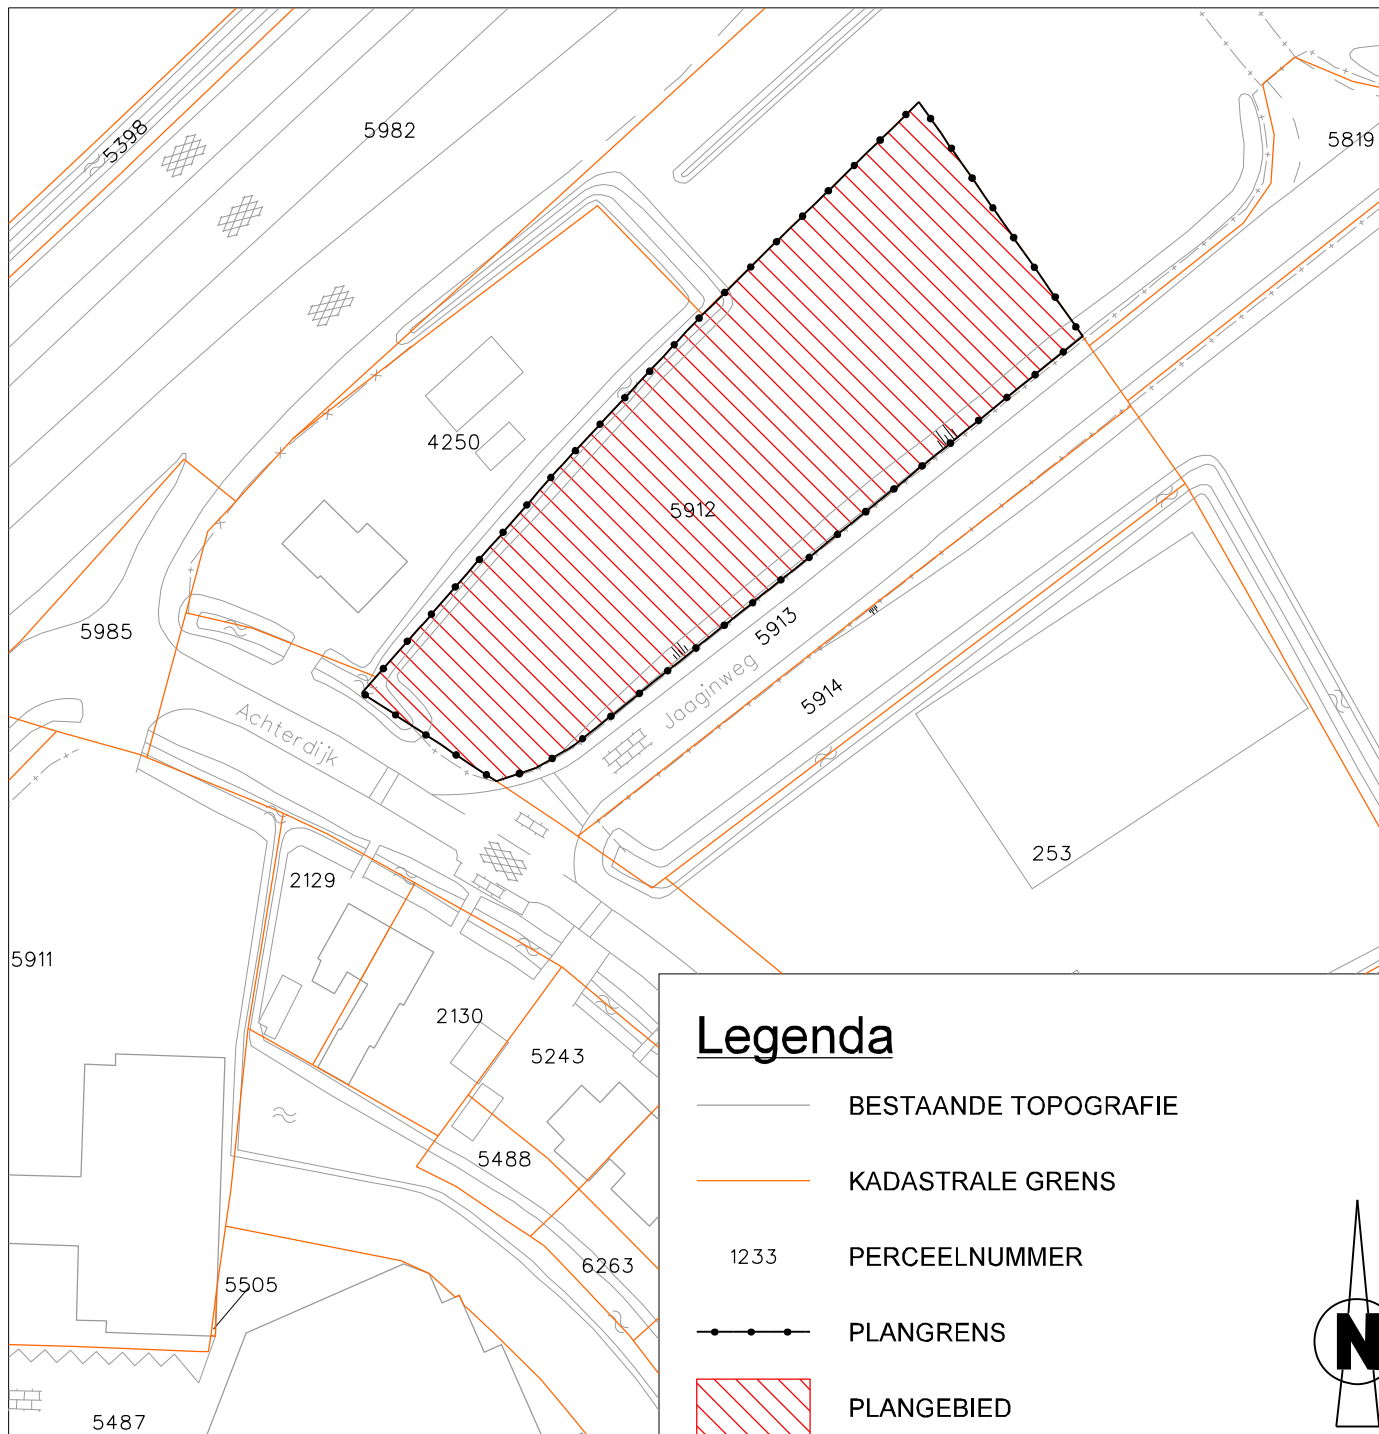 5398
5982
5819
4250
5912
5985
5913
Jaaginweg
5914
Achterdijk
253
2129
5911
2130
5243
5488
6263
5505
5487
Legenda
BESTAANDE TOPOGRAFIE
KADASTRALE GRENS
1233 PERCEELNUMMER
PLANGRENS
PLANGEBIED
N